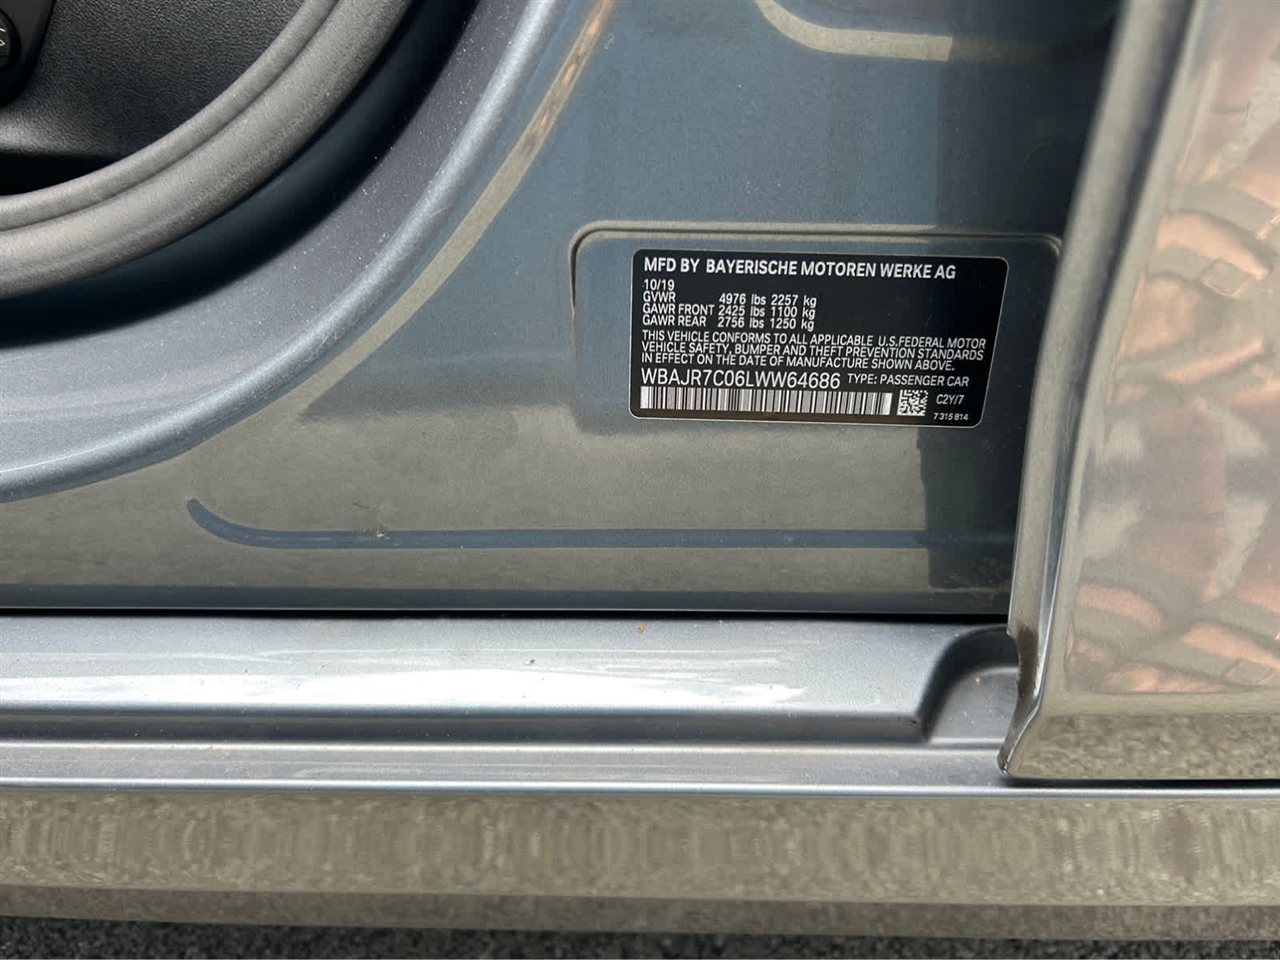 MFD BY BAYERISCHE MOTOREN WERKE AG
10/19
GVWR 4976 lbs 2257 kg
GAWR FRONT 2425 lbs 1100 kg
GAWR REAR 2756 lbs 1250 kg
THIS VEHICLE CONFORMS TO ALL APPLICABLE U.S.FEDERAL MOTOR
VEHICLE SAFETY, BUMPER AND THEFT PREVENTION STANDARDS
IN EFFECT ON THE DATE OF MANUFACTURE SHOWN ABOVE.
WBAJR7C06LWW64686 TYPE: PASSENGER CAR
C2Y/7
7 315 814